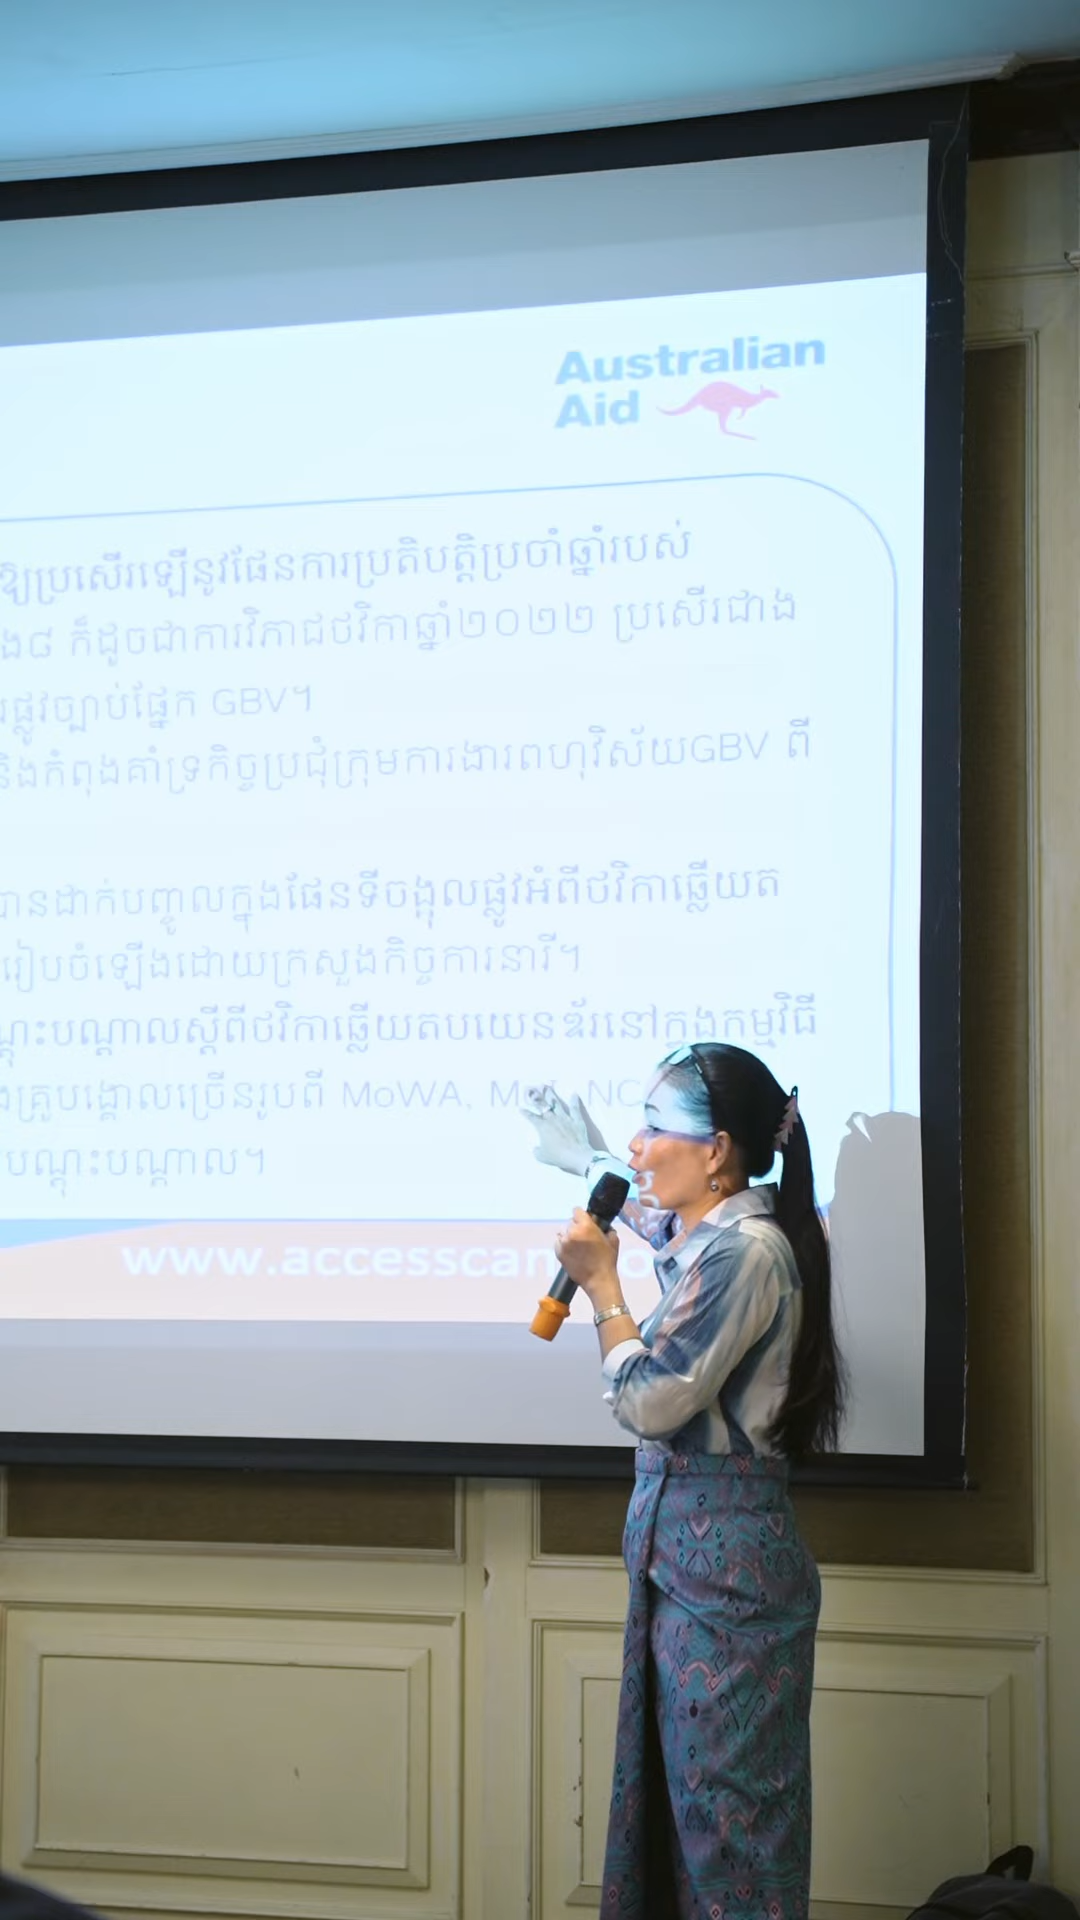 Australian
Aid
ឱ្យប្រសើរឡើនូវផែនការប្រតិបត្តិប្រចាំឆ្នាំរបស់
ង៨ ក៏ដូចជាការវិភាជថវិកាឆ្នាំ២០២២ ប្រសើរជាង
ផ្លូវច្បាប់ផ្នែក GBV។
និងកំពុងគាំទ្រកិច្ចប្រជុំក្រុមការងារពហុវិស័យGBV ពី
បានដាក់បញ្ចូលក្នុងផែនទីចង្អុលផ្លូវអំពីថវិកាឆ្លើយត
រៀបចំឡើងដោយក្រសួងកិច្ចការនារី។
ណ្តុះបណ្តាលស្តីពីថវិកាឆ្លើយតបយេនឌ័រនៅក្នុងកម្មវិធី
ងគ្រូបង្គោលច្រើនរូបពី MoWA, MoI, NC
បណ្តុះបណ្តាល។
www.accesscam